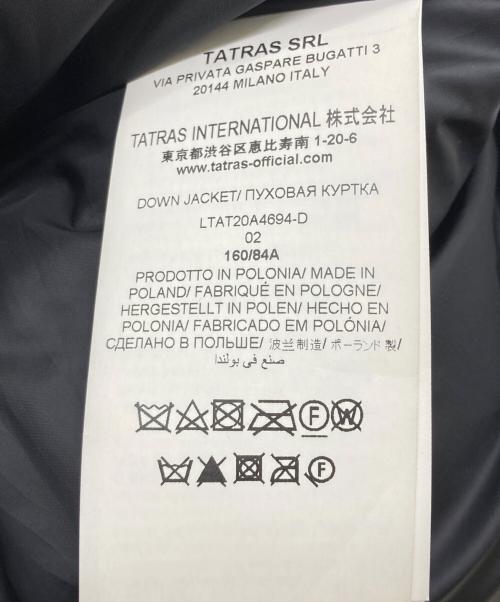 TATRAS SRL
VIA PRIVATA GASPARE BUGATTI 3
20144 MILANO ITALY
TATRAS INTERNATIONAL 株式会社
東京都渋谷区恵比寿南 1-20-6
www.tatras-official.com
DOWN JACKET/ ПУХОВАЯ КУРТКА
LTAT20A4694-D
02
160/84A
PRODOTTO IN POLONIA/ MADE IN
POLAND/ FABRIQUÉ EN POLOGNE/
HERGESTELLT IN POLEN/ HECHO EN
POLONIA/ FABRICADO EM POLÓNIA/
СДЕЛАНО В ПОЛЬШЕ/ 波兰制造/ ポーランド製/
صنع في بولندا
F W
F